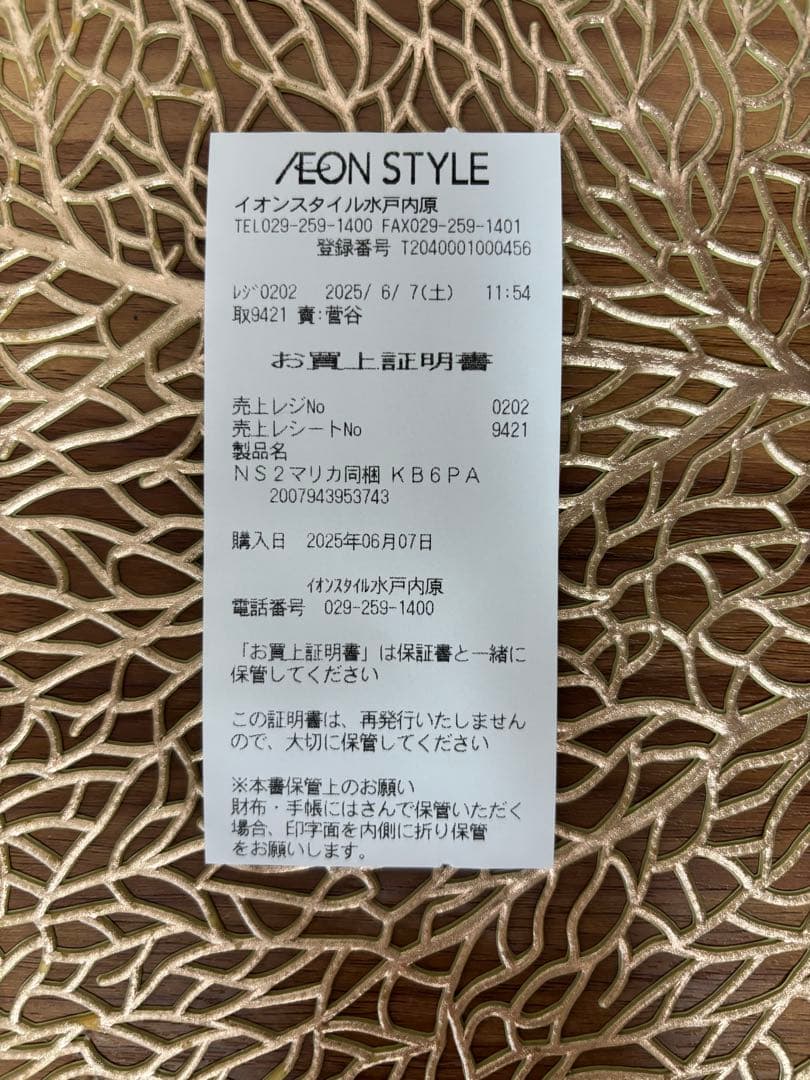 ÆON STYLE
イオンスタイル水戸内原
TEL029-259-1400 FAX029-259-1401
登録番号 T2040001000456
ﾚｼﾞ0202 2025/ 6/ 7(土) 11:54
取9421 責:菅谷
お買上証明書
売上レジNo 0202
売上レシートNo 9421
製品名
ＮＳ２マリカ同梱 ＫＢ６ＰＡ
2007943953743
購入日 2025年06月07日
ｲｵﾝｽﾀｲﾙ水戸内原
電話番号 029-259-1400
「お買上証明書」は保証書と一緒に
保管してください
この証明書は、再発行いたしません
ので、大切に保管してください
※本書保管上のお願い
財布・手帳にはさんで保管いただく
場合、印字面を内側に折り保管
をお願いします。